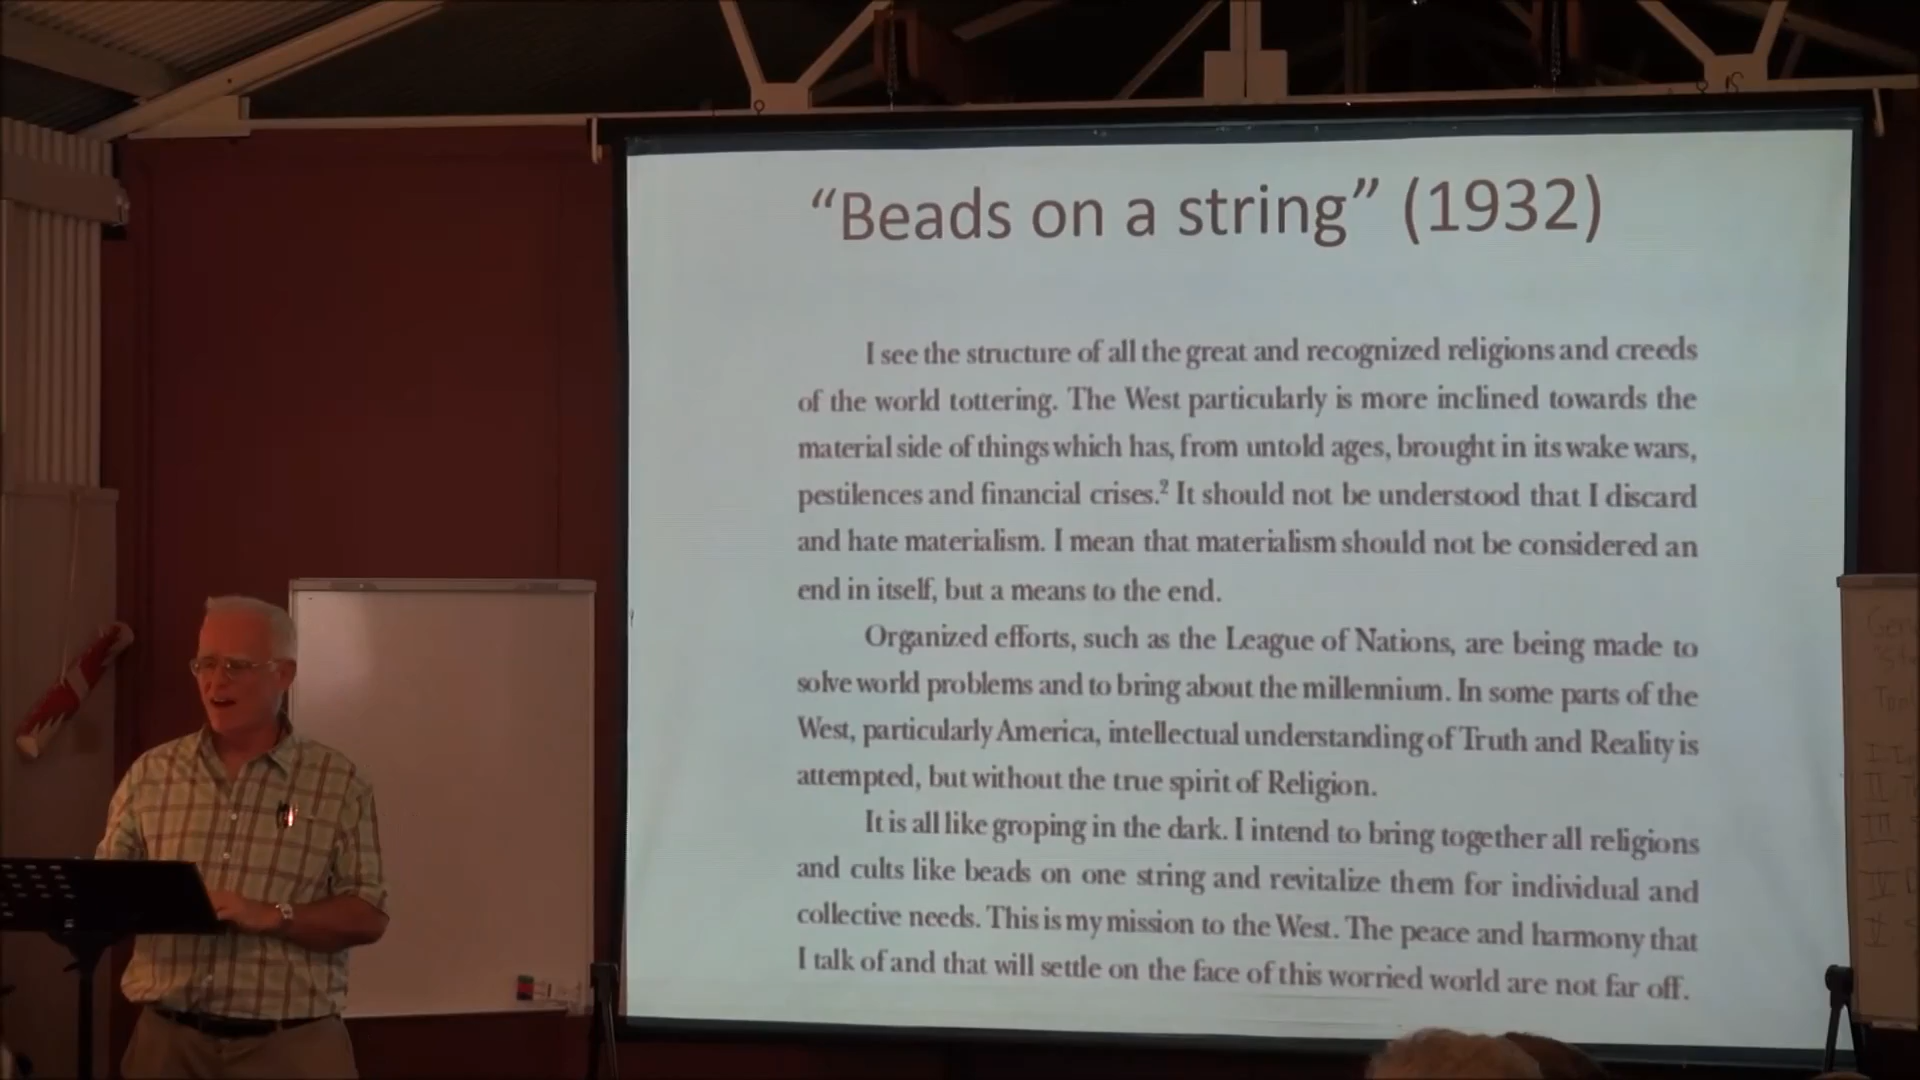 “Beads on a string” (1932)
I see the structure of all the great and recognized religions and creeds
of the world tottering. The West particularly is more inclined towards the
material side of things which has, from untold ages, brought in its wake wars,
pestilences and financial crises.² It should not be understood that I discard
and hate materialism. I mean that materialism should not be considered an
end in itself, but a means to the end.
Organized efforts, such as the League of Nations, are being made to
solve world problems and to bring about the millennium. In some parts of the
West, particularly America, intellectual understanding of Truth and Reality is
attempted, but without the true spirit of Religion.
It is all like groping in the dark. I intend to bring together all religions
and cults like beads on one string and revitalize them for individual and
collective needs. This is my mission to the West. The peace and harmony that
I talk of and that will settle on the face of this worried world are not far off.
I
II
III
IV
V